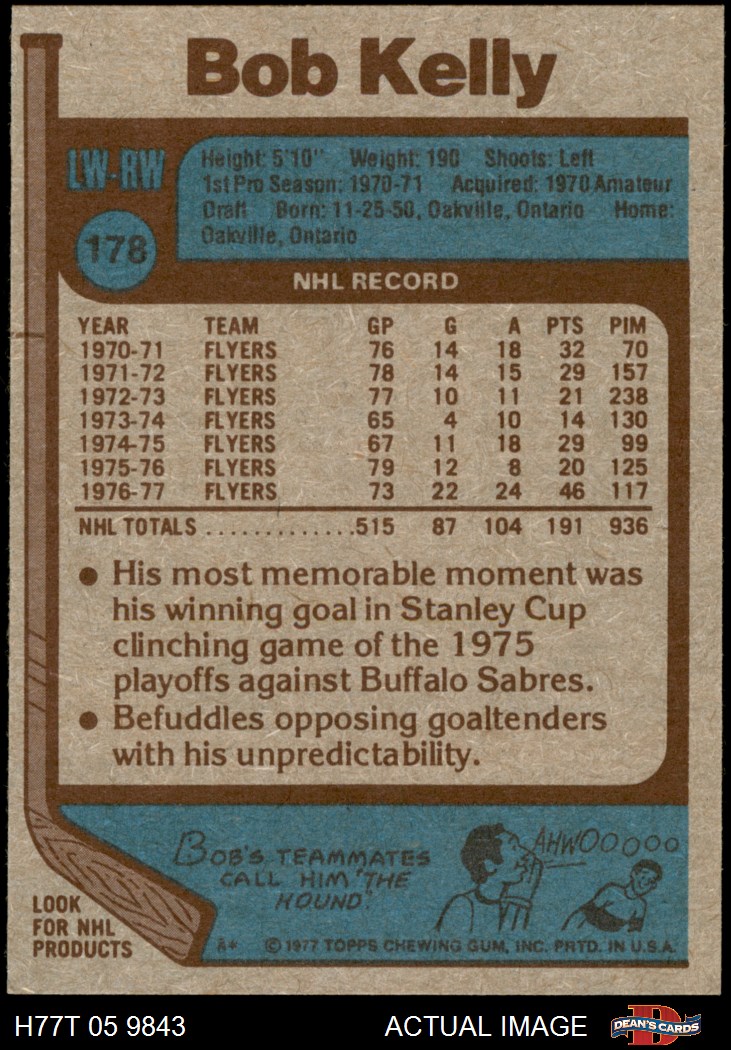 Bob Kelly
LW-RW
Height: 5'10" Weight: 190 Shoots: Left
1st Pro Season: 1970-71 Acquired: 1970 Amateur
Draft Born: 11-25-50, Oakville, Ontario Home:
Oakville, Ontario
178
NHL RECORD
YEAR TEAM GP G A PTS PIM
1970-71 FLYERS 76 14 18 32 70
1971-72 FLYERS 78 14 15 29 157
1972-73 FLYERS 77 10 11 21 238
1973-74 FLYERS 65 4 10 14 130
1974-75 FLYERS 67 11 18 29 99
1975-76 FLYERS 79 12 8 20 125
1976-77 FLYERS 73 22 24 46 117
NHL TOTALS .............515 87 104 191 936
● His most memorable moment was
his winning goal in Stanley Cup
clinching game of the 1975
playoffs against Buffalo Sabres.
● Befuddles opposing goaltenders
with his unpredictability.
BOB'S TEAMMATES
CALL HIM 'THE
HOUND'.
AHWOOOOOO
LOOK
FOR NHL
PRODUCTS
A* © 1977 TOPPS CHEWING GUM, INC. PRTD. IN U.S.A.
H77T 05 9843 ACTUAL IMAGE
D
DEAN'S CARDS